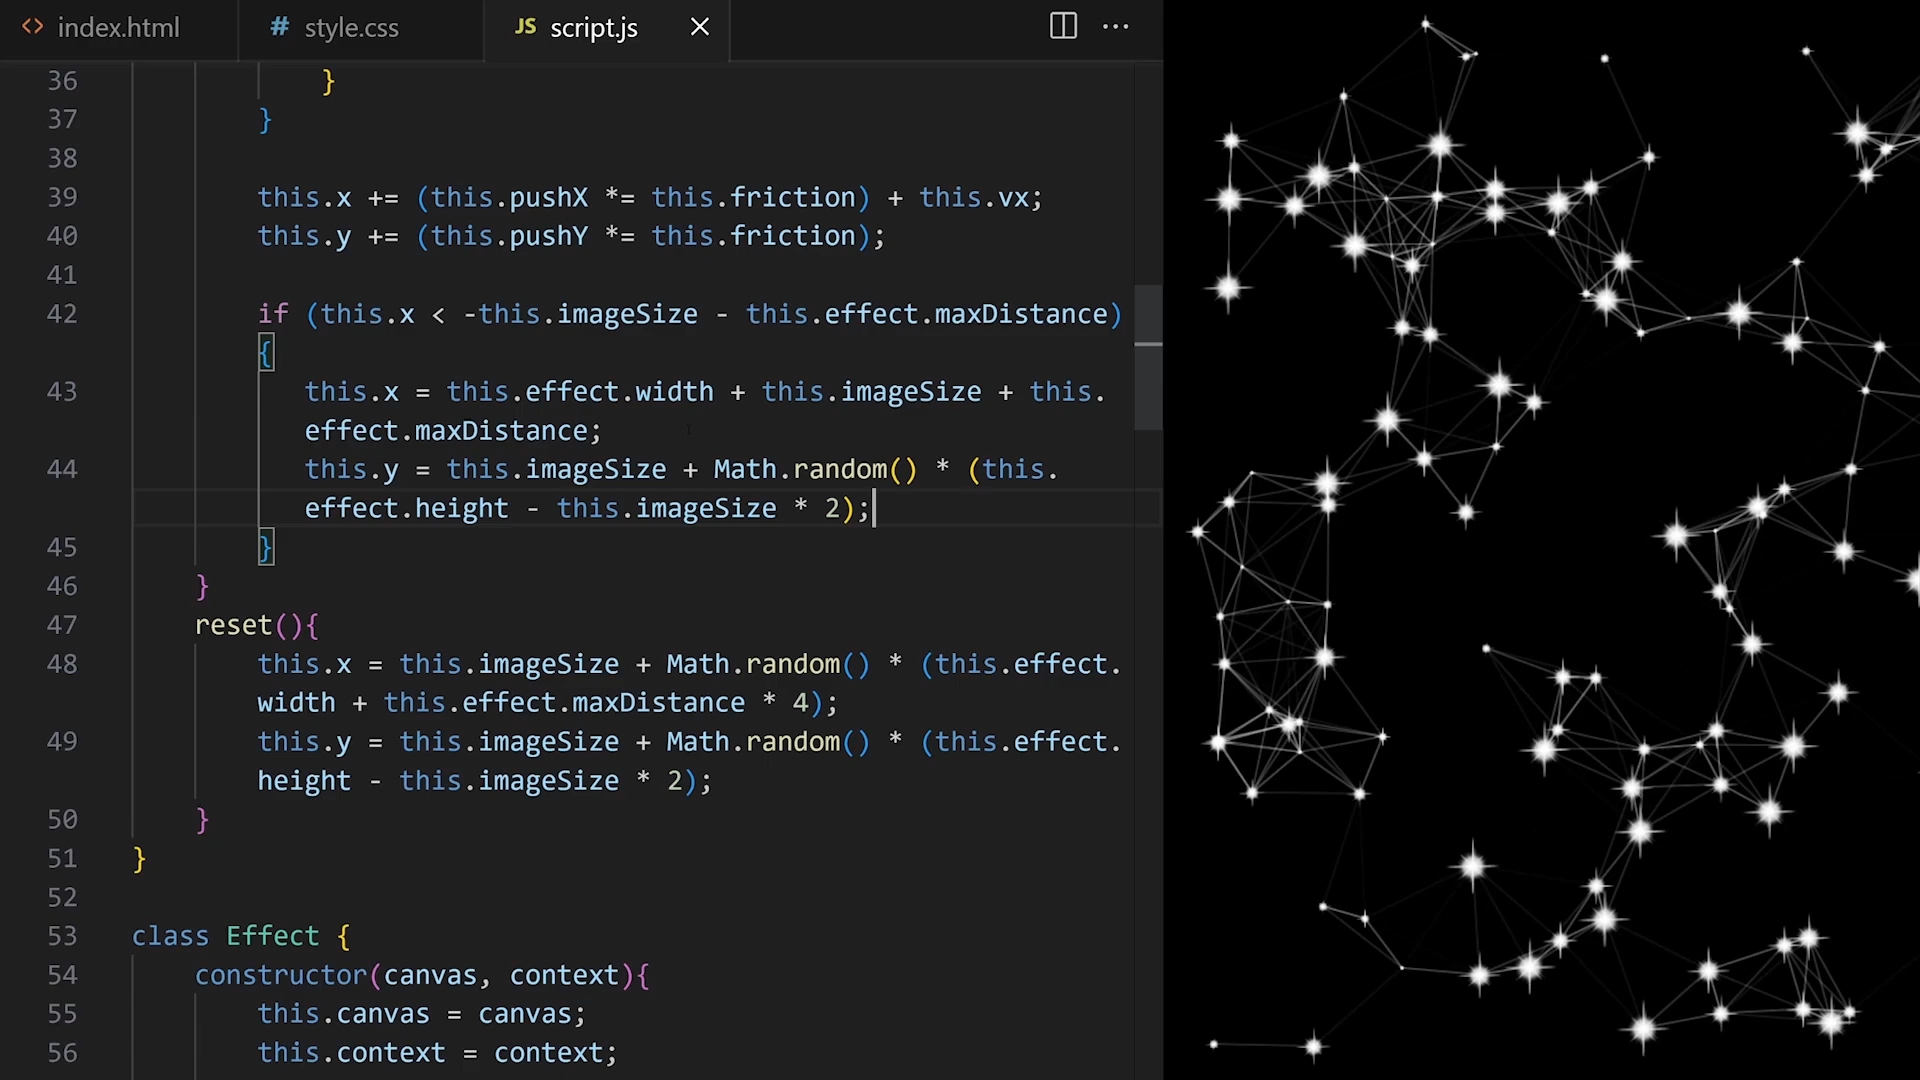 <> index.html # style.css JS script.js ×
36 }
37 }
38
39 this.x += (this.pushX *= this.friction) + this.vx;
40 this.y += (this.pushY *= this.friction);
41
42 if (this.x < -this.imageSize - this.effect.maxDistance)
{
43 this.x = this.effect.width + this.imageSize + this.
effect.maxDistance;
44 this.y = this.imageSize + Math.random() * (this.
effect.height - this.imageSize * 2);
45 }
46 }
47 reset(){
48 this.x = this.imageSize + Math.random() * (this.effect.
width + this.effect.maxDistance * 4);
49 this.y = this.imageSize + Math.random() * (this.effect.
height - this.imageSize * 2);
50 }
51 }
52
53 class Effect {
54 constructor(canvas, context){
55 this.canvas = canvas;
56 this.context = context;